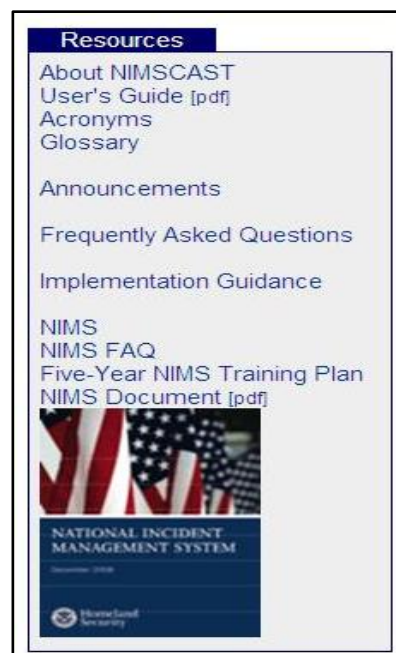 Resources
About NIMSCAST
User's Guide [pdf]
Acronyms
Glossary
Announcements
Frequently Asked Questions
Implementation Guidance
NIMS
NIMS FAQ
Five-Year NIMS Training Plan
NIMS Document [pdf]
NATIONAL INCIDENT
MANAGEMENT SYSTEM
December 2008
Homeland
Security